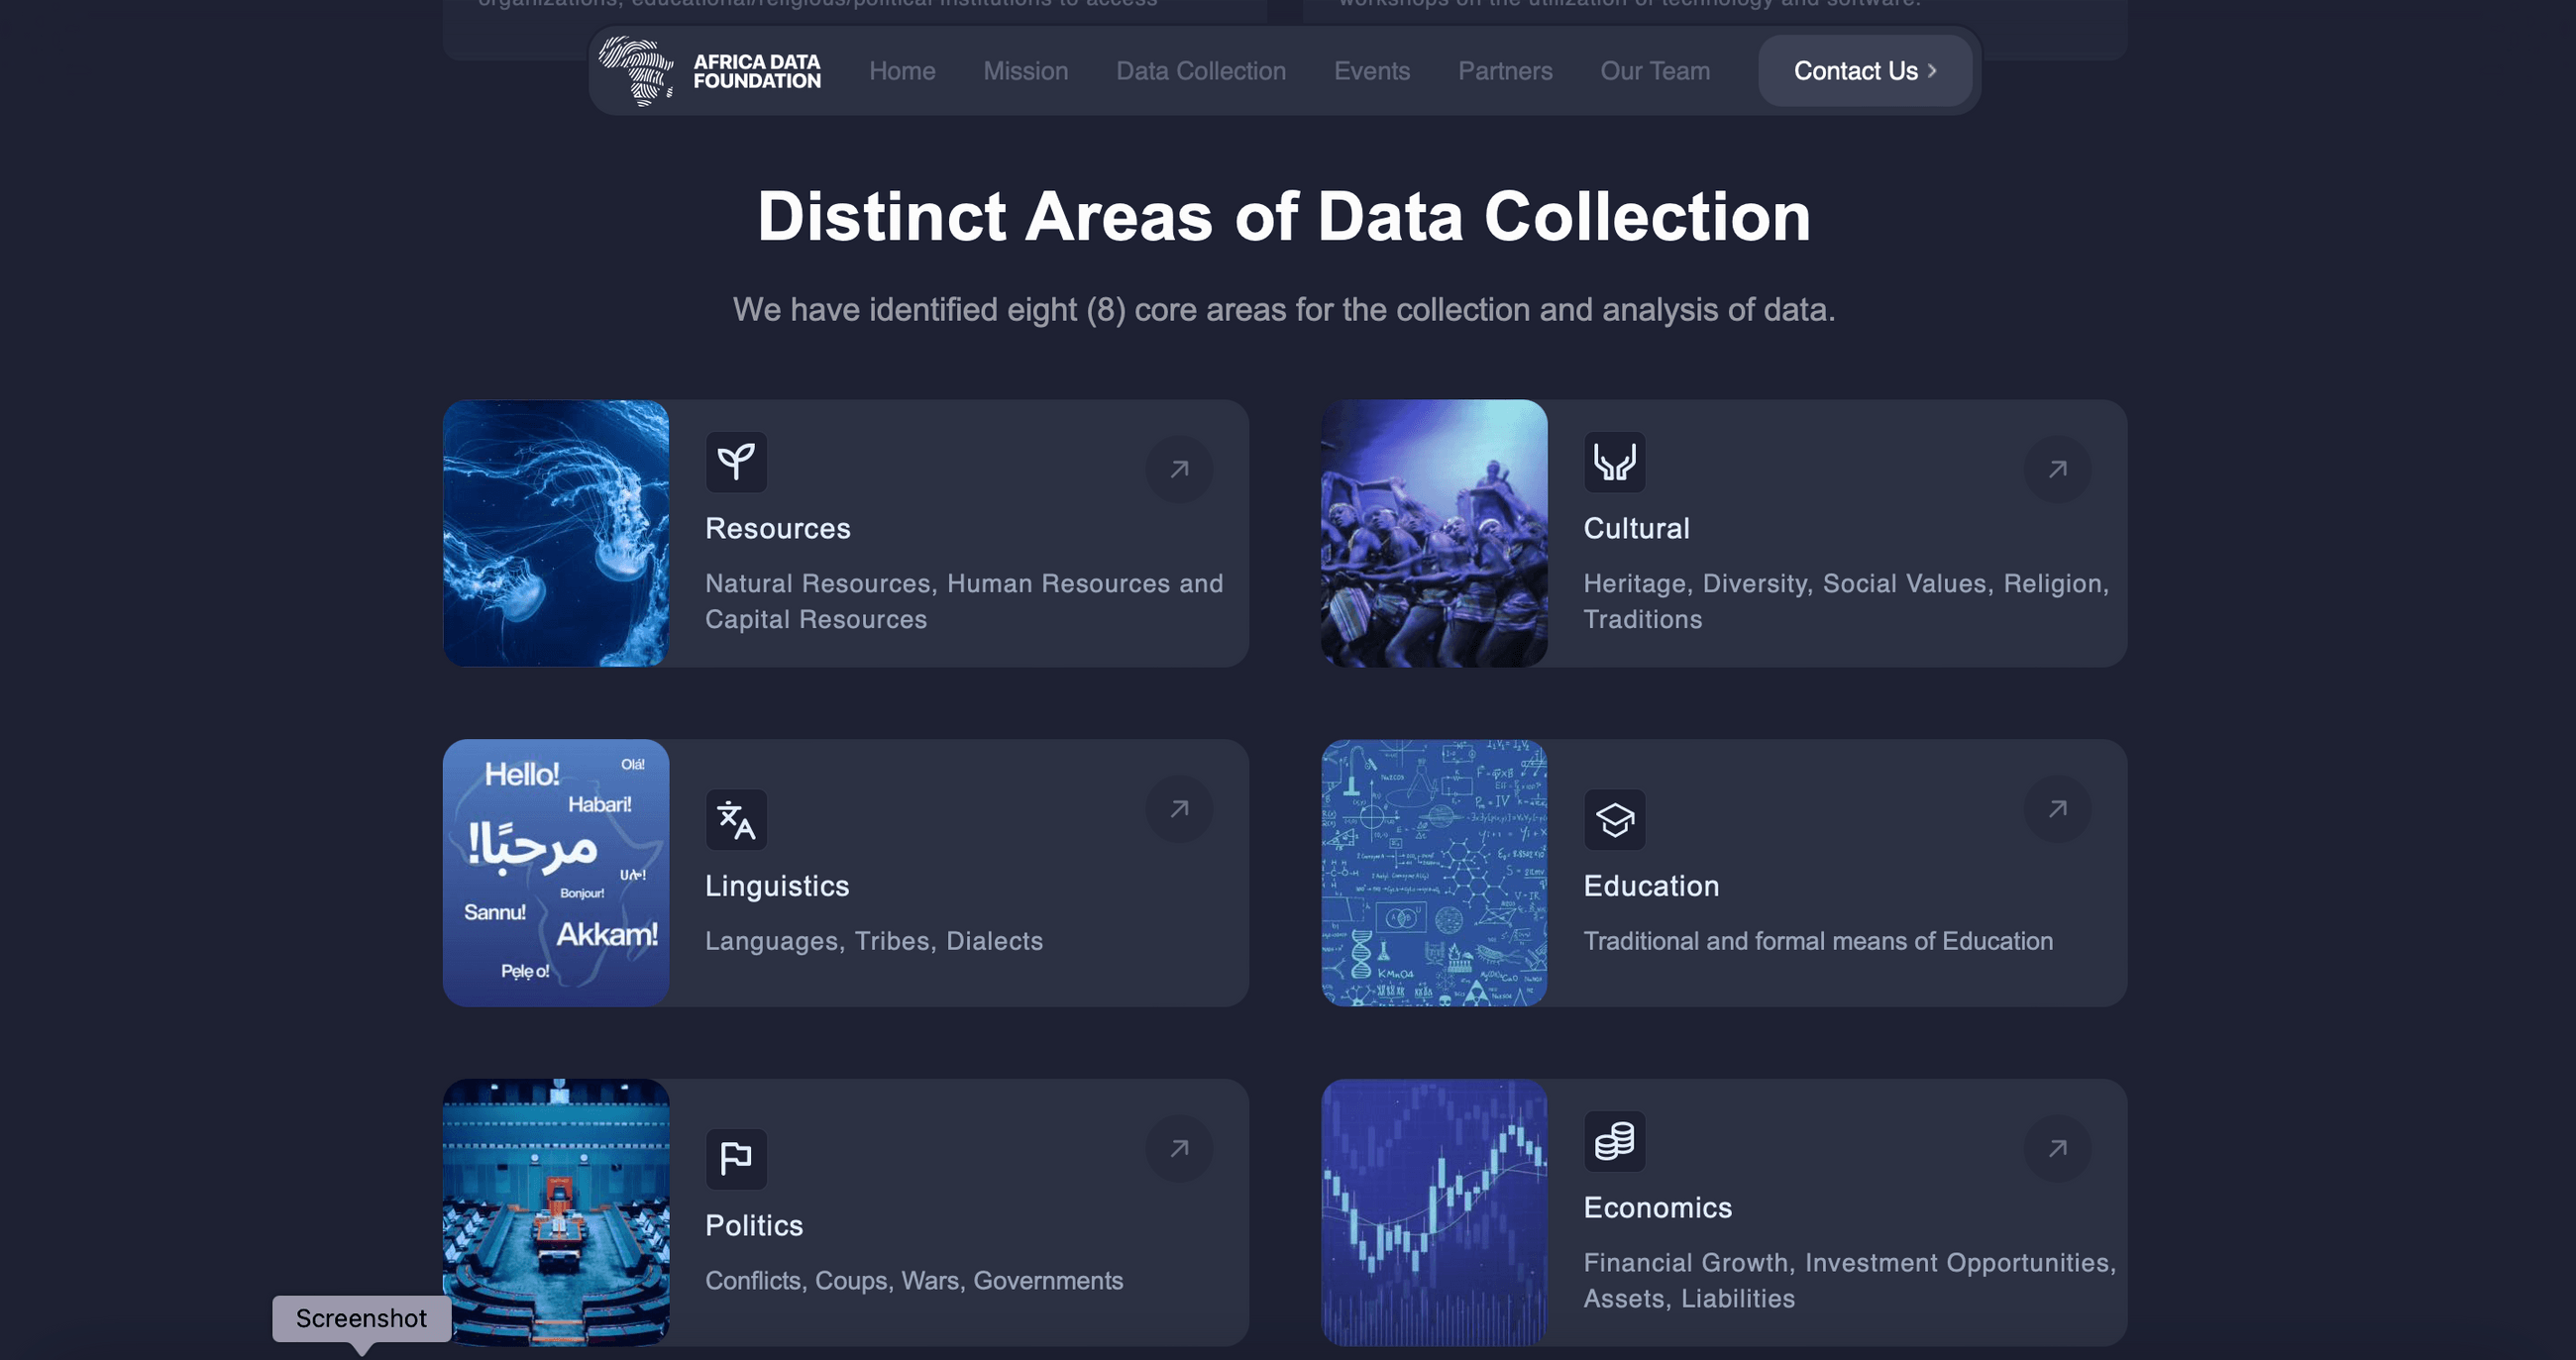 organizations, educational/religious/political institutions to access
workshops on the utilization of technology and software.
AFRICA DATA
FOUNDATION
Home
Mission
Data Collection
Events
Partners
Our Team
Contact Us
Distinct Areas of Data Collection
We have identified eight (8) core areas for the collection and analysis of data.
Resources
Natural Resources, Human Resources and
Capital Resources
Cultural
Heritage, Diversity, Social Values, Religion,
Traditions
Hello!
Olá!
Habari!
مرحبًا!
ሀሎ!
Bonjour!
Sannu!
Akkam!
Pẹlẹ o!
Linguistics
Languages, Tribes, Dialects
KMnO4
Education
Traditional and formal means of Education
Politics
Conflicts, Coups, Wars, Governments
Economics
Financial Growth, Investment Opportunities,
Assets, Liabilities
Screenshot